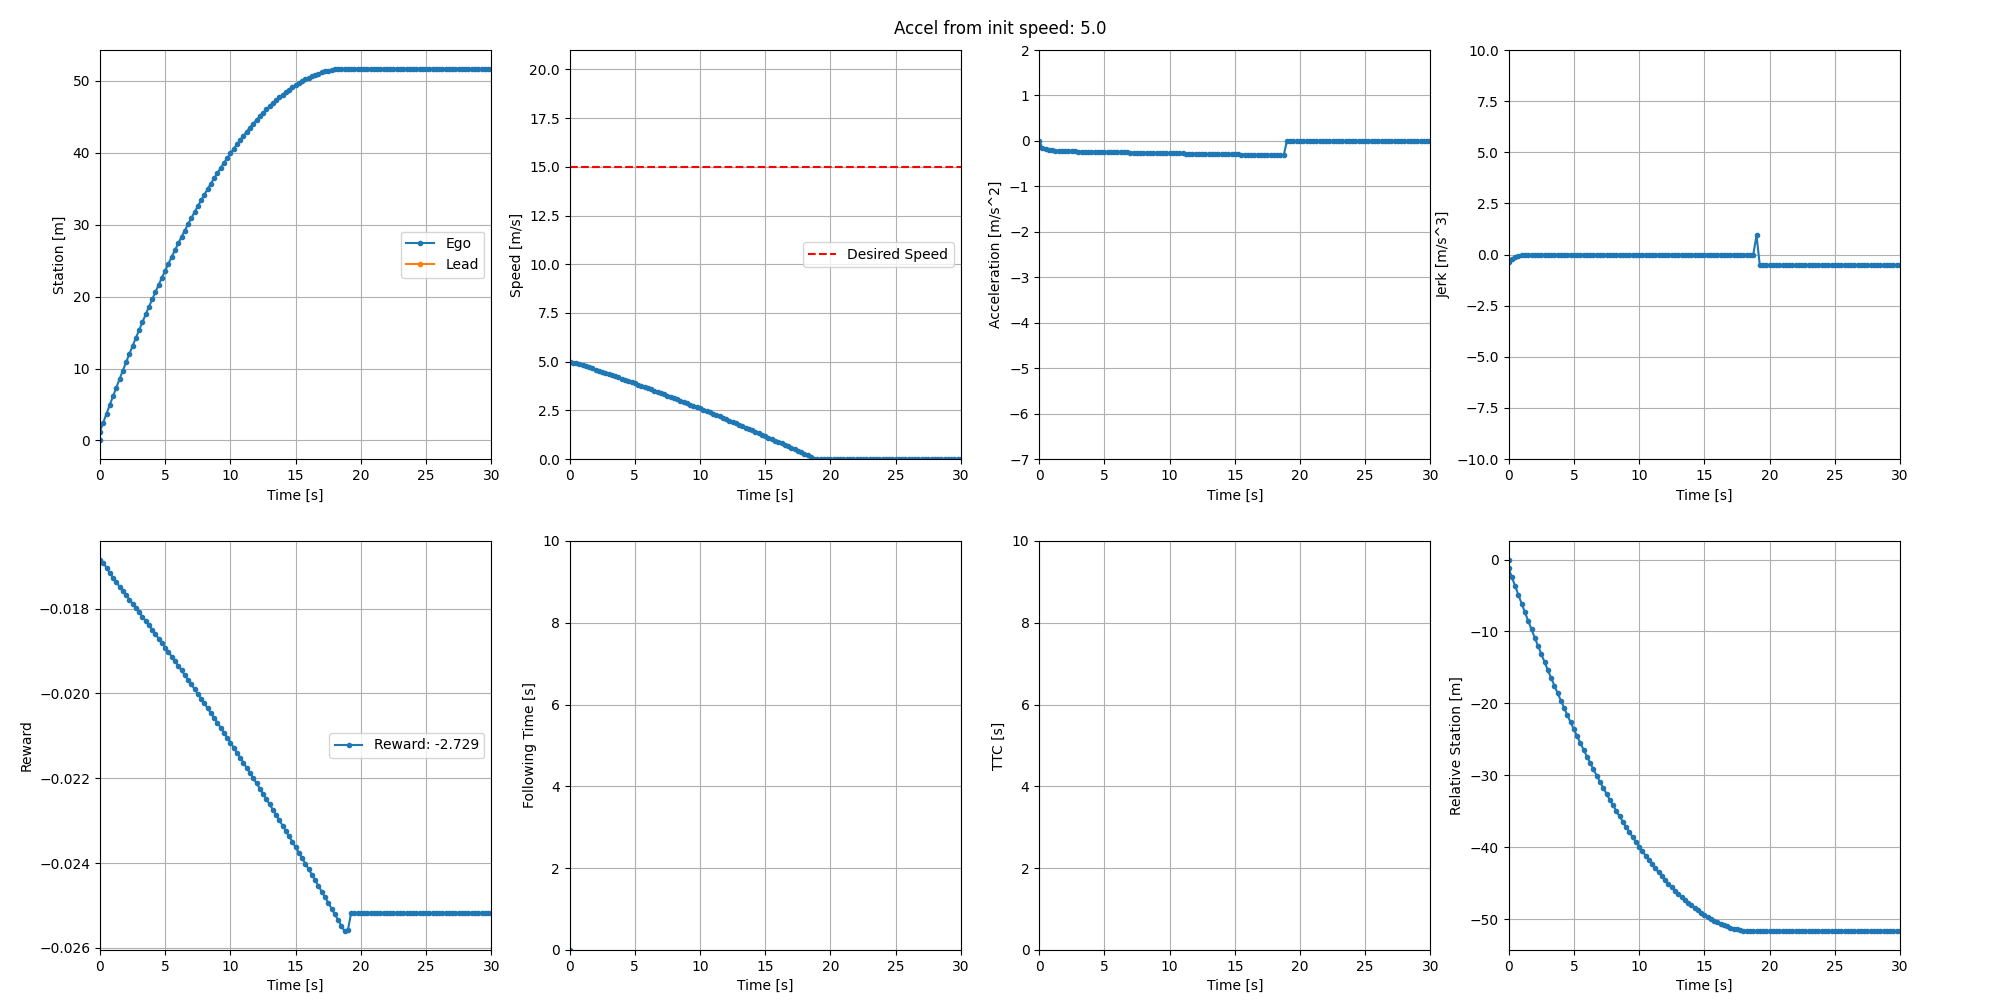 Accel from init speed: 5.0
Station [m]
50
40
30
20
10
0
Ego
Lead
0 5 10 15 20 25 30
Time [s]
Speed [m/s]
20.0
17.5
15.0
12.5
10.0
7.5
5.0
2.5
0.0
Desired Speed
0 5 10 15 20 25 30
Time [s]
Acceleration [m/s^2]
2
1
0
−1
−2
−3
−4
−5
−6
−7
0 5 10 15 20 25 30
Time [s]
Jerk [m/s^3]
10.0
7.5
5.0
2.5
0.0
−2.5
−5.0
−7.5
−10.0
0 5 10 15 20 25 30
Time [s]
Reward
−0.018
−0.020
−0.022
−0.024
−0.026
Reward: -2.729
0 5 10 15 20 25 30
Time [s]
Following Time [s]
10
8
6
4
2
0
0 5 10 15 20 25 30
Time [s]
TTC [s]
10
8
6
4
2
0
0 5 10 15 20 25 30
Time [s]
Relative Station [m]
0
−10
−20
−30
−40
−50
0 5 10 15 20 25 30
Time [s]